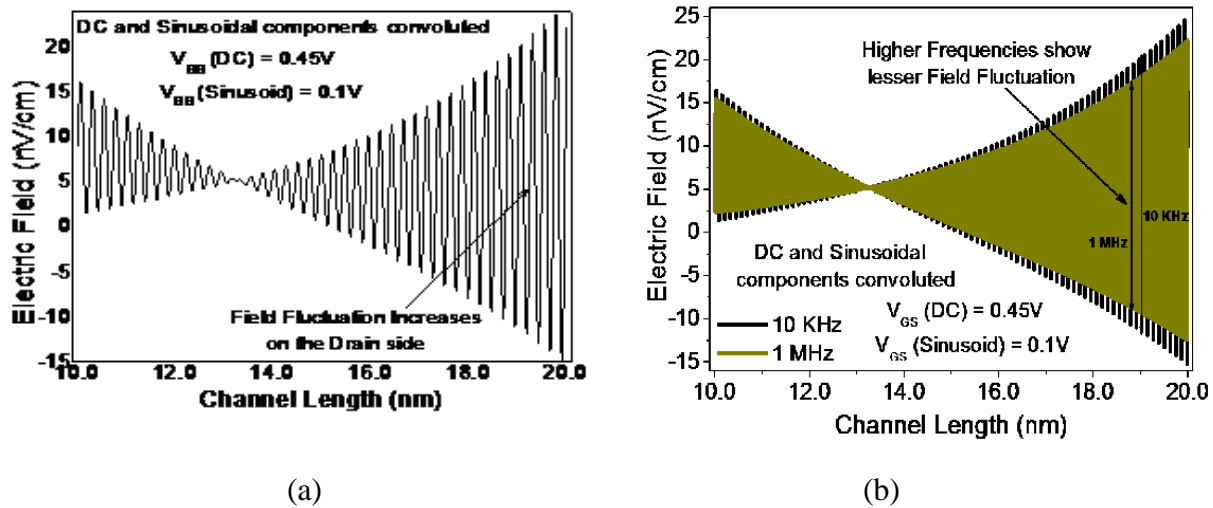 DC and Sinusoidal components convoluted
V_BB (DC) = 0.45V
V_BB (Sinusoid) = 0.1V
Field Fluctuation Increases
on the Drain side
Electric Field (nV/cm)
20
15
10
5
0
-5
-10
-15
10.0 12.0 14.0 16.0 18.0 20.0
Channel Length (nm)
(a)
Higher Frequencies show
lesser Field Fluctuation
10 KHz
1 MHz
DC and Sinusoidal
components convoluted
V_GS (DC) = 0.45V
V_GS (Sinusoid) = 0.1V
10 KHz
1 MHz
Electric Field (nV/cm)
25
20
15
10
5
0
-5
-10
-15
10.0 12.0 14.0 16.0 18.0 20.0
Channel Length (nm)
(b)